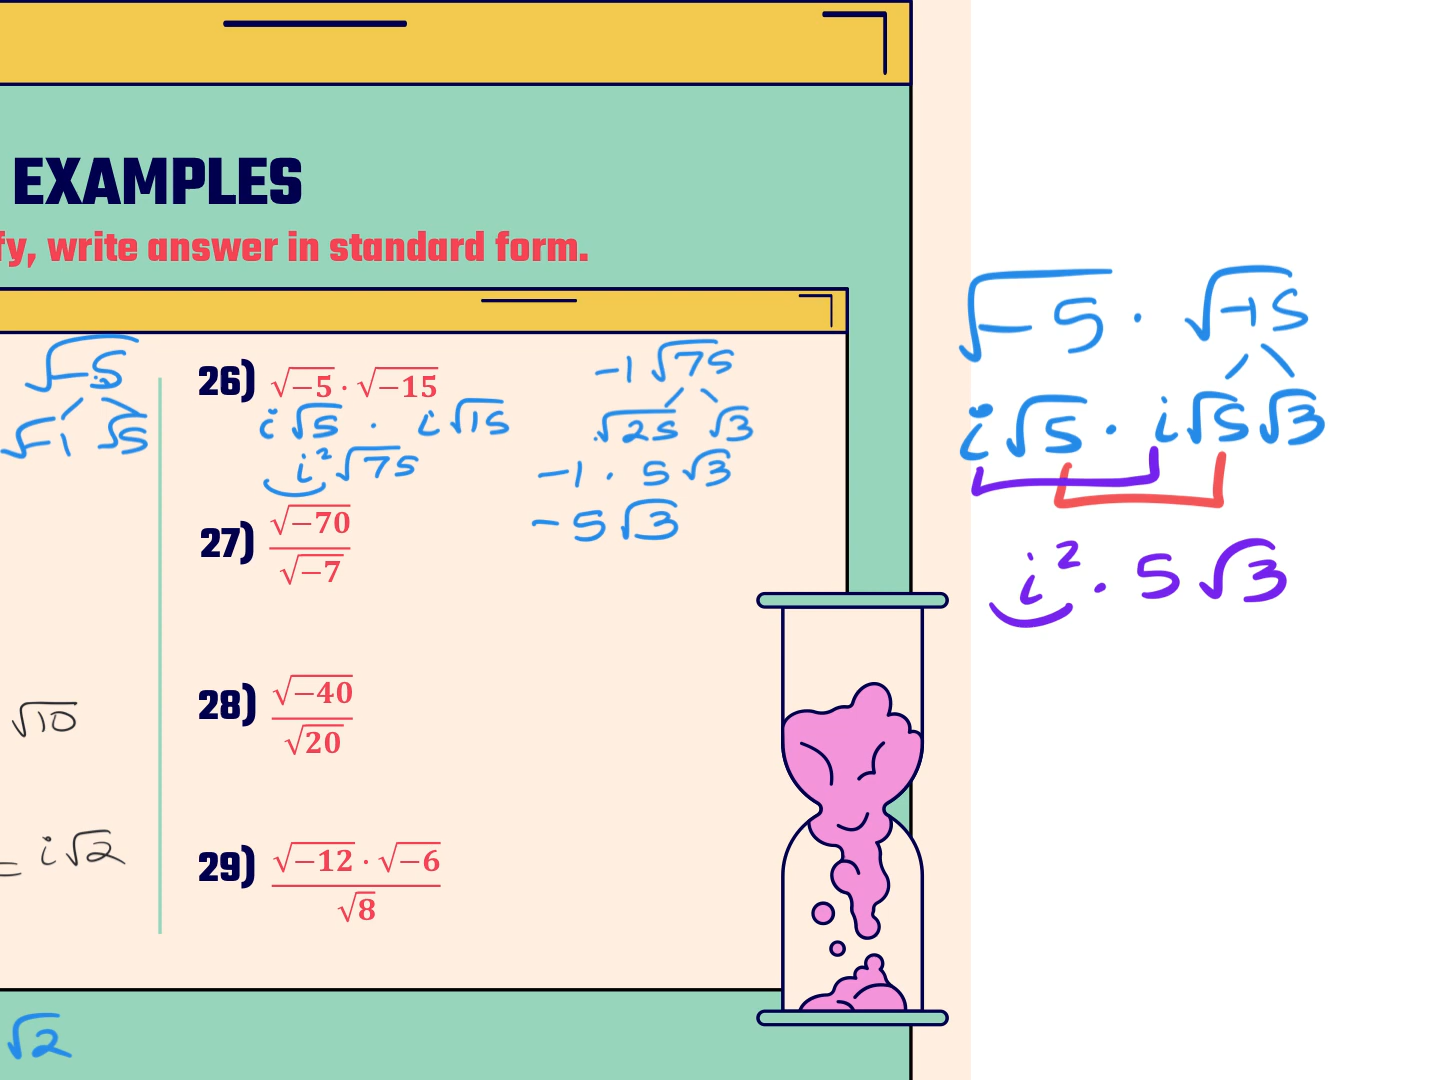 EXAMPLES
fy, write answer in standard form.
√-5
√-1 √5
√10
= i√2
√2
26) √−5 · √−15
i√5 · i√15
i²√75
-1 √75
√25 √3
-1 · 5 √3
-5 √3
27) √−70 / √−7
28) √−40 / √20
29) √−12 · √−6 / √8
√-5 · √-15
i√5 · i√5√3
i² · 5 √3